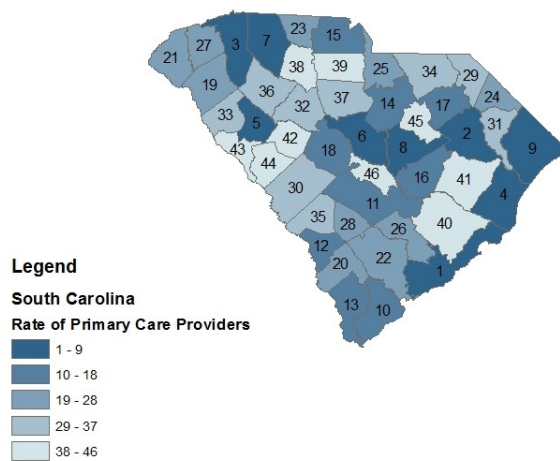 23 15
27 3 7
21
38 39
25 34 29
19 36
37 24
14 17
32
33 5 45 31
42 6 2
43 18 8 9
44
46 16 41
30 4
11
35 28 40
26
12
20 22 1
13 10
Legend
South Carolina
Rate of Primary Care Providers
1 - 9
10 - 18
19 - 28
29 - 37
38 - 46